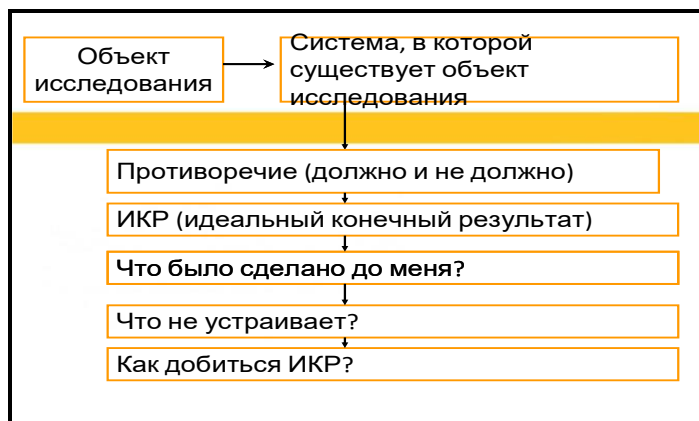 Объект
исследования
Система, в которой
существует объект
исследования
Противоречие (должно и не должно)
ИКР (идеальный конечный результат)
Что было сделано до меня?
Что не устраивает?
Как добиться ИКР?